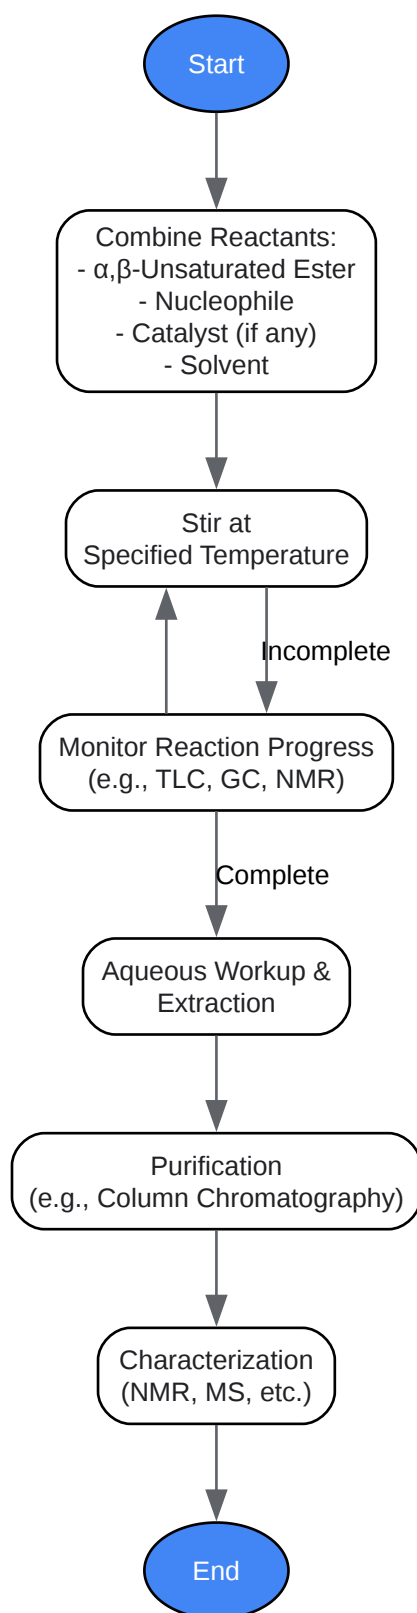 Start
Combine Reactants:
- α,β-Unsaturated Ester
- Nucleophile
- Catalyst (if any)
- Solvent
Stir at
Specified Temperature
Incomplete
Monitor Reaction Progress
(e.g., TLC, GC, NMR)
Complete
Aqueous Workup &
Extraction
Purification
(e.g., Column Chromatography)
Characterization
(NMR, MS, etc.)
End